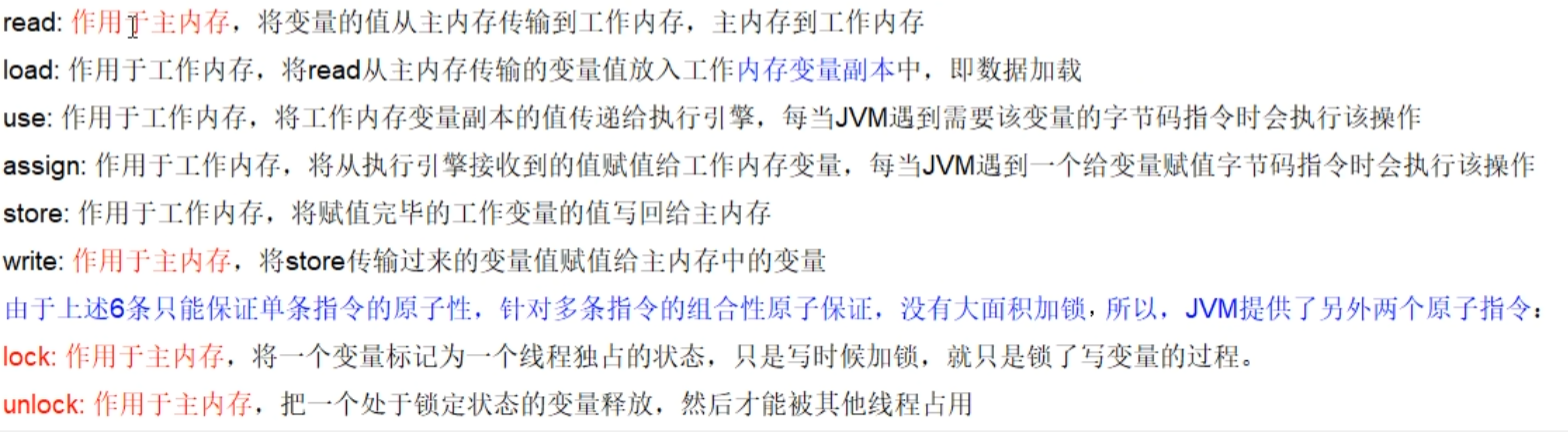 read: 作用于主内存，将变量的值从主内存传输到工作内存，主内存到工作内存
load: 作用于工作内存，将read从主内存传输的变量值放入工作内存变量副本中，即数据加载
use: 作用于工作内存，将工作内存变量副本的值传递给执行引擎，每当JVM遇到需要该变量的字节码指令时会执行该操作
assign: 作用于工作内存，将从执行引擎接收到的值赋值给工作内存变量，每当JVM遇到一个给变量赋值字节码指令时会执行该操作
store: 作用于工作内存，将赋值完毕的工作变量的值写回给主内存
write: 作用于主内存，将store传输过来的变量值赋值给主内存中的变量
由于上述6条只能保证单条指令的原子性，针对多条指令的组合性原子保证，没有大面积加锁，所以，JVM提供了另外两个原子指令：
lock: 作用于主内存，将一个变量标记为一个线程独占的状态，只是写时候加锁，就只是锁了写变量的过程。
unlock: 作用于主内存，把一个处于锁定状态的变量释放，然后才能被其他线程占用